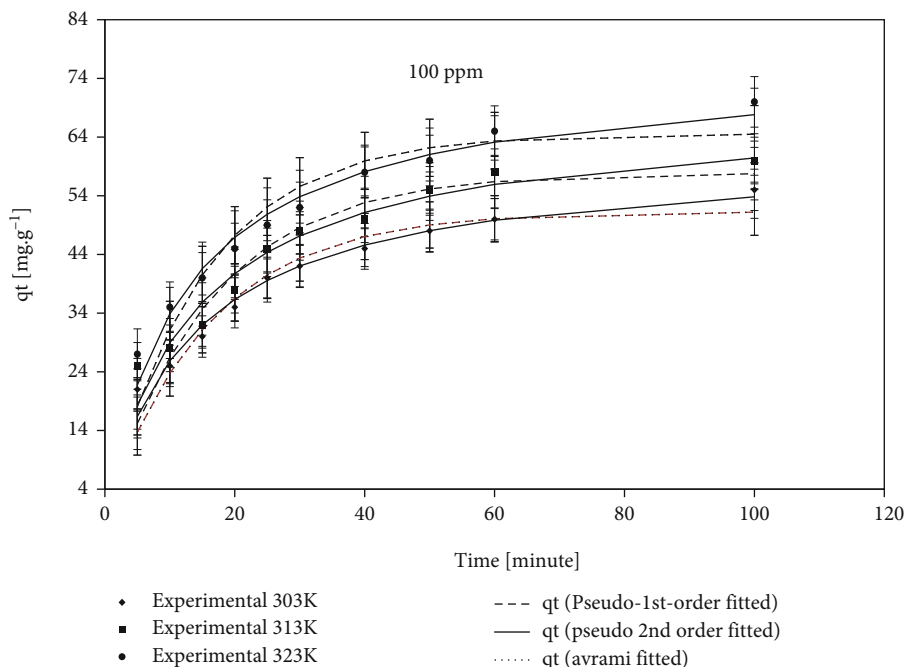 84
74
64
54
44
34
24
14
4
qt [mg.g⁻¹]
100 ppm
0
20
40
60
80
100
120
Time [minute]
Experimental 303K
Experimental 313K
Experimental 323K
qt (Pseudo-1st-order fitted)
qt (pseudo 2nd order fitted)
qt (avrami fitted)